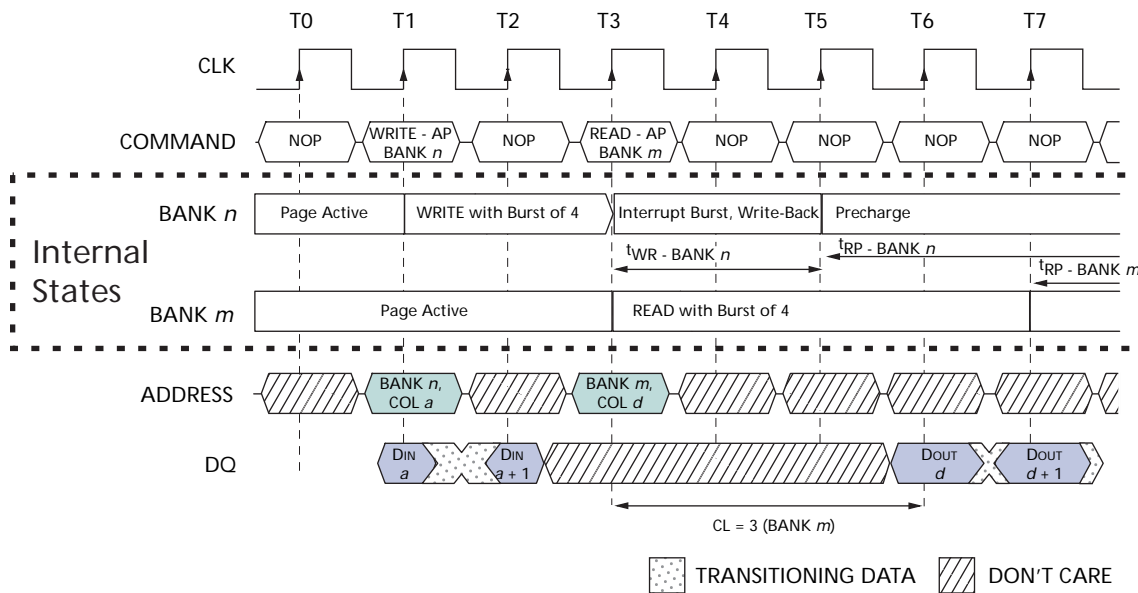 T0 T1 T2 T3 T4 T5 T6 T7
CLK
COMMAND NOP WRITE - AP BANK n NOP READ - AP BANK m NOP NOP NOP NOP
Internal States
BANK n Page Active WRITE with Burst of 4 Interrupt Burst, Write-Back Precharge
tWR - BANK n tRP - BANK n
tRP - BANK m
BANK m Page Active READ with Burst of 4
ADDRESS BANK n, COL a BANK m, COL d
DQ DIN a DIN a + 1 DOUT d DOUT d + 1
CL = 3 (BANK m)
TRANSITIONING DATA DON'T CARE